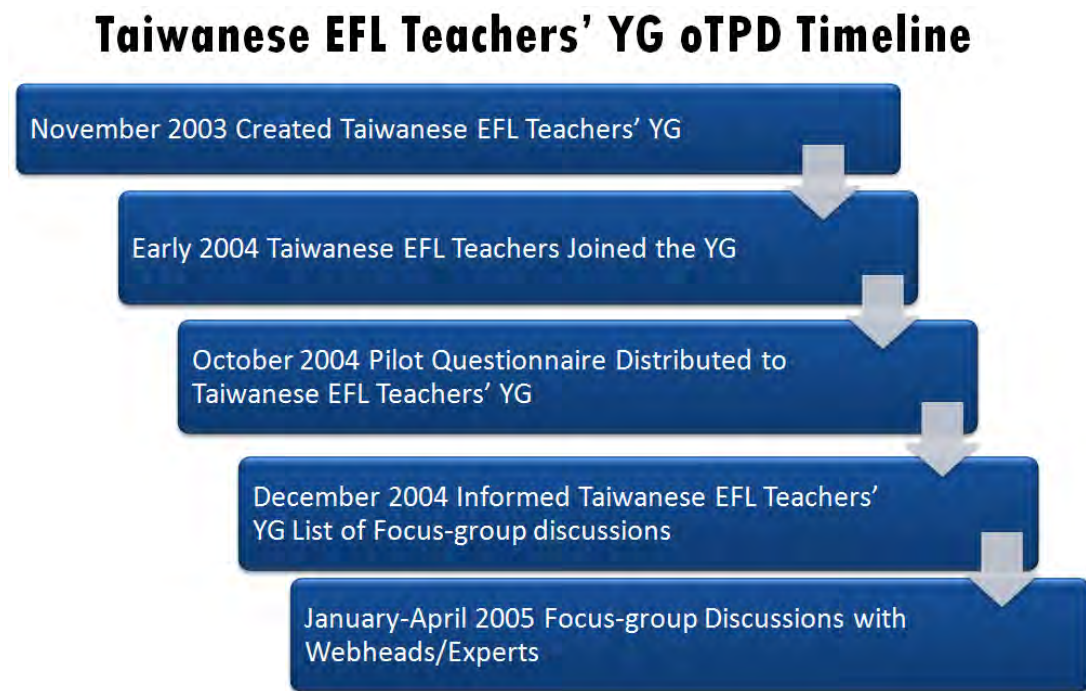 Taiwanese EFL Teachers’ YG oTPD Timeline
November 2003 Created Taiwanese EFL Teachers’ YG
Early 2004 Taiwanese EFL Teachers Joined the YG
October 2004 Pilot Questionnaire Distributed to
Taiwanese EFL Teachers’ YG
December 2004 Informed Taiwanese EFL Teachers’
YG List of Focus-group discussions
January-April 2005 Focus-group Discussions with
Webheads/Experts